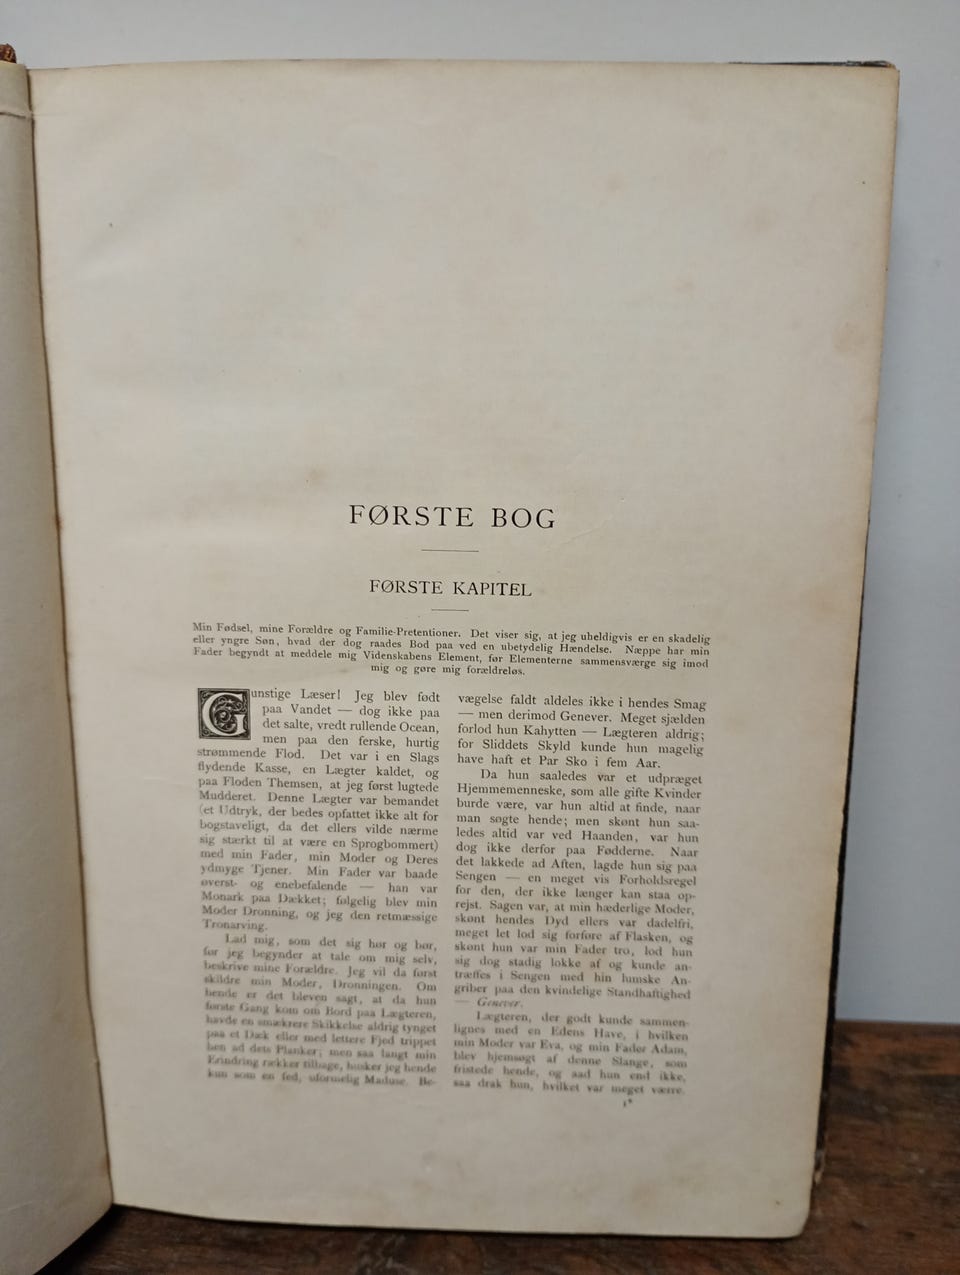 FØRSTE BOG
FØRSTE KAPITEL
Min Fødsel, mine Forældre og Familie-Pretentioner. Det viser sig, at jeg ubeldigvis er en skadelig
eller yngre Søn, hvad der dog raades Bod paa ved en ubetydelig Hændelse. Næppe har min
Fader begyndt at meddele mig Videnskabens Element, før Elementerne sammensværge sig imod
mig og gøre mig forældreløs.
Gunstige Læser! Jeg blev født
paa Vandet — dog ikke paa
det salte, vredt rullende Ocean,
men paa den ferske, hurtig
strømmende Flod. Det var i en Slags
flydende Kasse, en Lægter kaldet, og
paa Floden Themsen, at jeg først lugtede
Mudderet. Denne Lægter var bemandet
(et Udtryk, der bedes opfattet ikke alt for
bogstaveligt, da det ellers vilde nærme
sig stærkt til at være en Sprogbommert)
med min Fader, min Moder og Deres
ydmyge Tjener. Min Fader var baade
øverst- og enebefalende — han var
Monark paa Dækket; følgelig blev min
Moder Dronning, og jeg den retmæssige
Tronarving.
Lad mig, som det sig hør og bør,
før jeg begynder at tale om mig selv,
beskrive mine Forældre. Jeg vil da først
skildre min Moder, Dronningen. Om
hende er det bleven sagt, at da hun
første Gang kom om Bord paa Lægteren,
havde en smækrere Skikkelse aldrig tynget
paa et Dæk eller med lettere Fjed trippet
hen ad dets Planker; men saa langt min
Erindring rækker tilbage, husker jeg hende
kun som en fed, uformelig Maduse. Be-
vægelse faldt aldeles ikke i hendes Smag
— men derimod Genever. Meget sjælden
forlod hun Kahytten — Lægteren aldrig;
for Sliddets Skyld kunde hun magelig
have haft et Par Sko i fem Aar.
Da hun saaledes var et udpræget
Hjemmemenneske, som alle gifte Kvinder
burde være, var hun altid at finde, naar
man søgte hende; men skønt hun saa-
ledes altid var ved Haanden, var hun
dog ikke derfor paa Fødderne. Naar
det lakkede ad Aften, lagde hun sig paa
Sengen — en meget vis Forholdsregel
for den, der ikke længer kan staa op-
rejst. Sagen var, at min hæderlige Moder,
skønt hendes Dyd ellers var dadelfri,
meget let lod sig forføre af Flasken, og
skønt hun var min Fader tro, lod hun
sig dog stadig lokke af og kunde an-
træffes i Sengen med hin lumske An-
griber paa den kvindelige Standhaftighed
— Genever.
Lægteren, der godt kunde sammen-
lignes med en Edens Have, i hvilken
min Moder var Eva, og min Fader Adam,
blev hjemsøgt af denne Slange, som
fristede hende, og aad hun end ikke,
saa drak hun, hvilket var meget værre.
1*